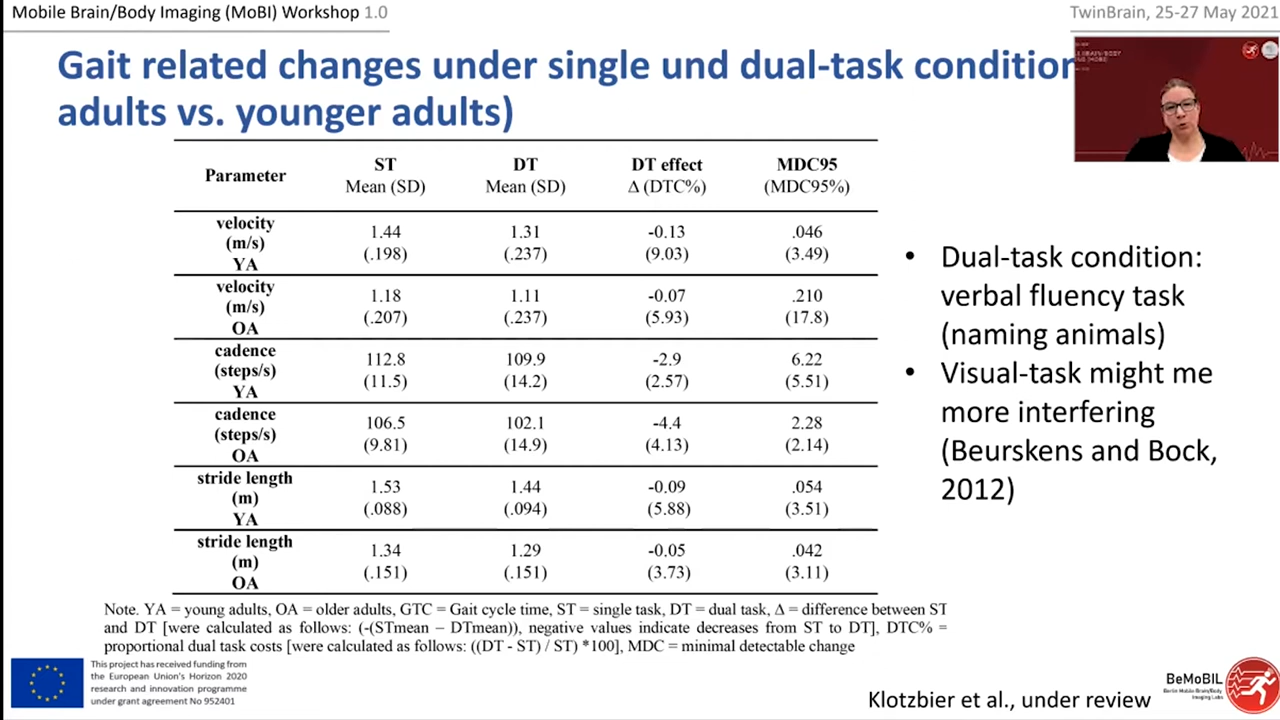 Mobile Brain/Body Imaging (MoBI) Workshop 1.0
TwinBrain, 25-27 May 2021
Gait related changes under single und dual-task condition
adults vs. younger adults)
Parameter
ST
Mean (SD)
DT
Mean (SD)
DT effect
Δ (DTC%)
MDC95
(MDC95%)
velocity
(m/s)
YA
1.44
(.198)
1.31
(.237)
-0.13
(9.03)
.046
(3.49)
velocity
(m/s)
OA
1.18
(.207)
1.11
(.237)
-0.07
(5.93)
.210
(17.8)
cadence
(steps/s)
YA
112.8
(11.5)
109.9
(14.2)
-2.9
(2.57)
6.22
(5.51)
cadence
(steps/s)
OA
106.5
(9.81)
102.1
(14.9)
-4.4
(4.13)
2.28
(2.14)
stride length
(m)
YA
1.53
(.088)
1.44
(.094)
-0.09
(5.88)
.054
(3.51)
stride length
(m)
OA
1.34
(.151)
1.29
(.151)
-0.05
(3.73)
.042
(3.11)
• Dual-task condition:
verbal fluency task
(naming animals)
• Visual-task might me
more interfering
(Beurskens and Bock,
2012)
Note. YA = young adults, OA = older adults, GTC = Gait cycle time, ST = single task, DT = dual task, Δ = difference between ST
and DT [were calculated as follows: (-(STmean – DTmean)), negative values indicate decreases from ST to DT], DTC% =
proportional dual task costs [were calculated as follows: ((DT - ST) / ST) *100], MDC = minimal detectable change
This project has received funding from
the European Union's Horizon 2020
research and innovation programme
under grant agreement No 952401
Klotzbier et al., under review
BeMoBIL
Berlin Mobile Brain/Body
Imaging Labs